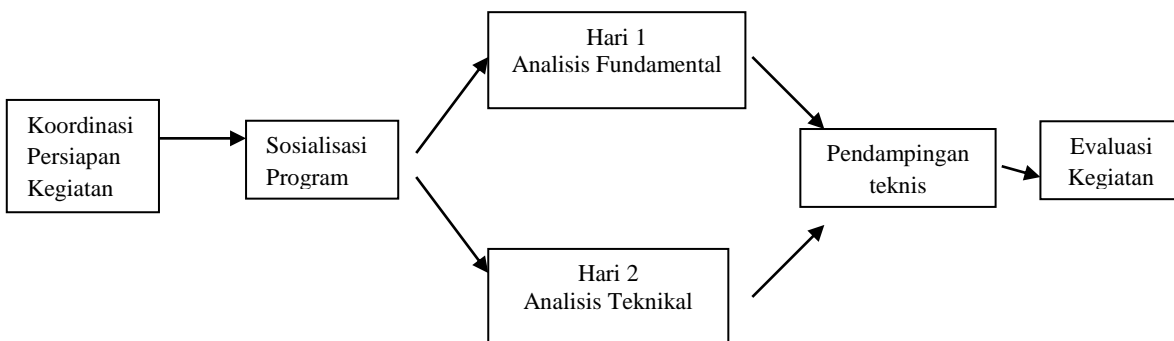 Koordinasi
Persiapan
Kegiatan
Sosialisasi
Program
Hari 1
Analisis Fundamental
Hari 2
Analisis Teknikal
Pendampingan
teknis
Evaluasi
Kegiatan